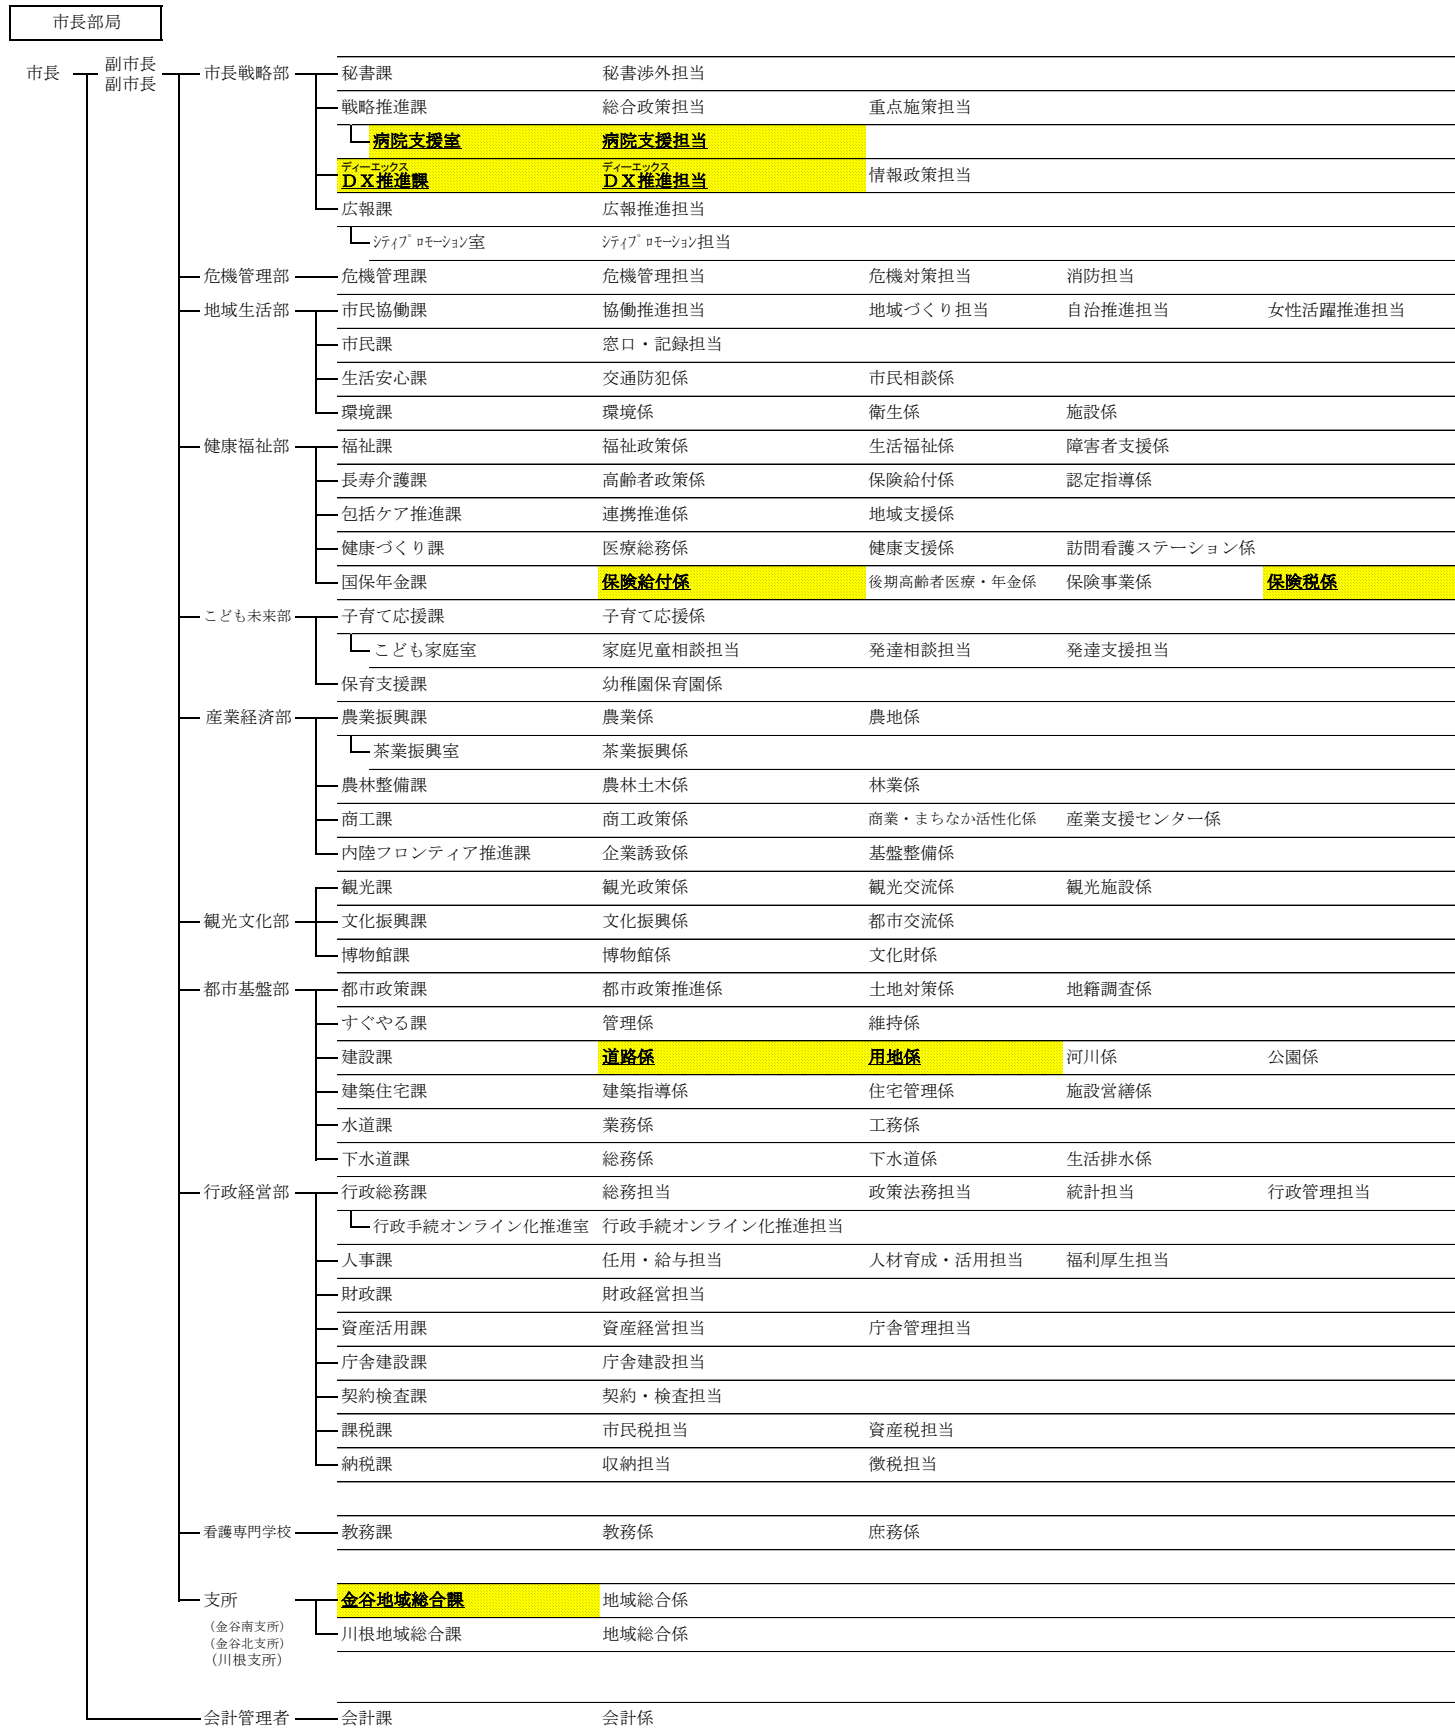 市長部局
市長 副市長 市長戦略部 秘書課 秘書渉外担当
副市長
戦略推進課 総合政策担当 重点施策担当
病院支援室 病院支援担当
ディーエックス ディーエックス
ＤＸ推進課 ＤＸ推進担当 情報政策担当
広報課 広報推進担当
ｼﾃｨﾌﾟﾛﾓｰｼｮﾝ室 ｼﾃｨﾌﾟﾛﾓｰｼｮﾝ担当
危機管理部 危機管理課 危機管理担当 危機対策担当 消防担当
地域生活部 市民協働課 協働推進担当 地域づくり担当 自治推進担当 女性活躍推進担当
市民課 窓口・記録担当
生活安心課 交通防犯係 市民相談係
環境課 環境係 衛生係 施設係
健康福祉部 福祉課 福祉政策係 生活福祉係 障害者支援係
長寿介護課 高齢者政策係 保険給付係 認定指導係
包括ケア推進課 連携推進係 地域支援係
健康づくり課 医療総務係 健康支援係 訪問看護ステーション係
国保年金課 保険給付係 後期高齢者医療・年金係 保険事業係 保険税係
こども未来部 子育て応援課 子育て応援係
こども家庭室 家庭児童相談担当 発達相談担当 発達支援担当
保育支援課 幼稚園保育園係
産業経済部 農業振興課 農業係 農地係
茶業振興室 茶業振興係
農林整備課 農林土木係 林業係
商工課 商工政策係 商業・まちなか活性化係 産業支援センター係
内陸フロンティア推進課 企業誘致係 基盤整備係
観光課 観光政策係 観光交流係 観光施設係
観光文化部 文化振興課 文化振興係 都市交流係
博物館課 博物館係 文化財係
都市基盤部 都市政策課 都市政策推進係 土地対策係 地籍調査係
すぐやる課 管理係 維持係
建設課 道路係 用地係 河川係 公園係
建築住宅課 建築指導係 住宅管理係 施設営繕係
水道課 業務係 工務係
下水道課 総務係 下水道係 生活排水係
行政経営部 行政総務課 総務担当 政策法務担当 統計担当 行政管理担当
行政手続オンライン化推進室 行政手続オンライン化推進担当
人事課 任用・給与担当 人材育成・活用担当 福利厚生担当
財政課 財政経営担当
資産活用課 資産経営担当 庁舎管理担当
庁舎建設課 庁舎建設担当
契約検査課 契約・検査担当
課税課 市民税担当 資産税担当
納税課 収納担当 徴税担当
看護専門学校 教務課 教務係 庶務係
支所 金谷地域総合課 地域総合係
（金谷南支所）
（金谷北支所）
（川根支所） 川根地域総合課 地域総合係
会計管理者 会計課 会計係